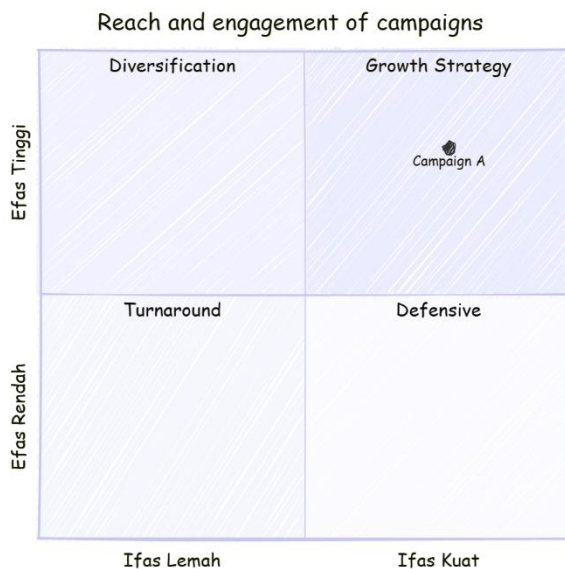 Reach and engagement of campaigns
Diversification
Growth Strategy
Efas Tinggi
Campaign A
Turnaround
Defensive
Efas Rendah
Ifas Lemah
Ifas Kuat